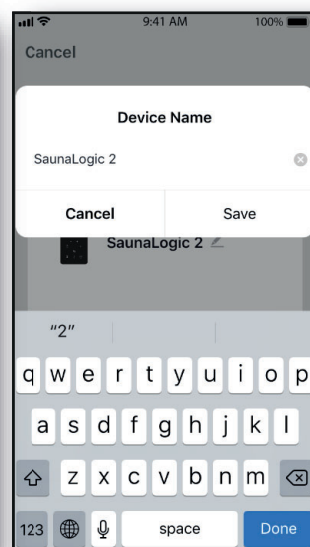 9:41 AM 100%
Cancel
Device Name
SaunaLogic 2
Cancel Save
SaunaLogic 2
"2"
q w e r t y u i o p
a s d f g h j k l
z x c v b n m
123 space Done